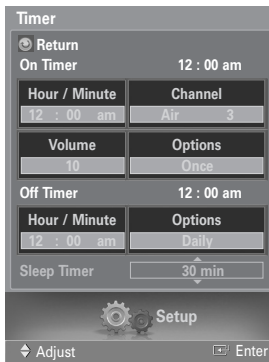 Timer
Return
On Timer 12 : 00 am
Hour / Minute Channel
12 : 00 am Air 3
Volume Options
10 Once
Off Timer 12 : 00 am
Hour / Minute Options
12 : 00 am Daily
Sleep Timer 30 min
Setup
Adjust Enter